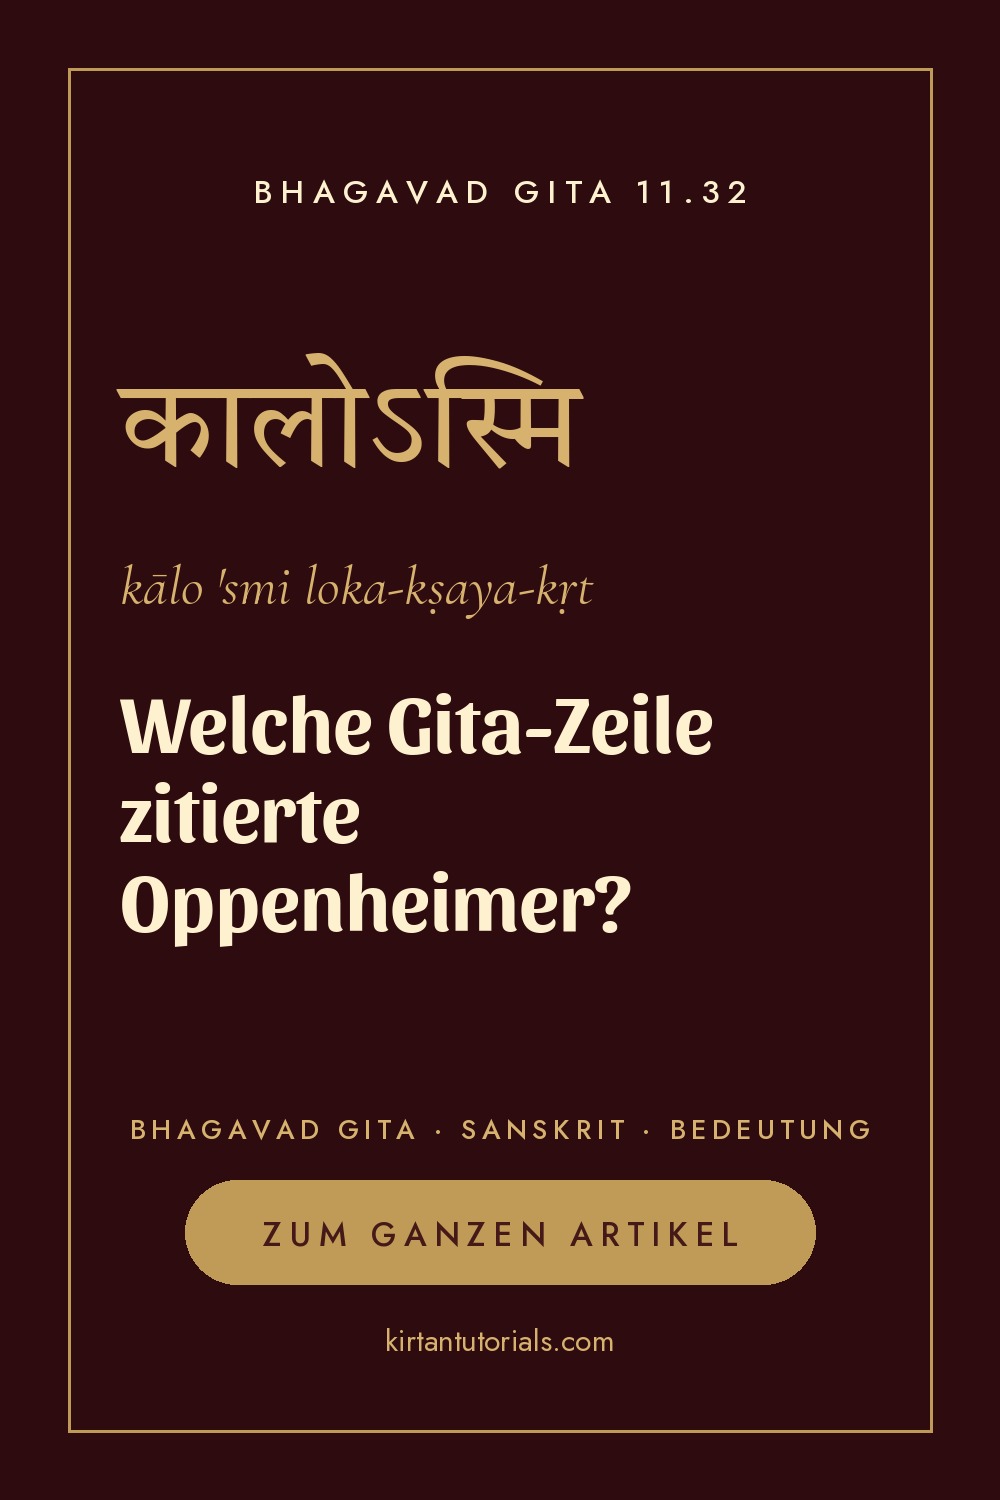 BHAGAVAD GITA 11.32
कालोऽस्मि
kālo 'smi loka-kṣaya-kṛt
Welche Gita-Zeile
zitierte
Oppenheimer?
BHAGAVAD GITA · SANSKRIT · BEDEUTUNG
ZUM GANZEN ARTIKEL
kirtantutorials.com